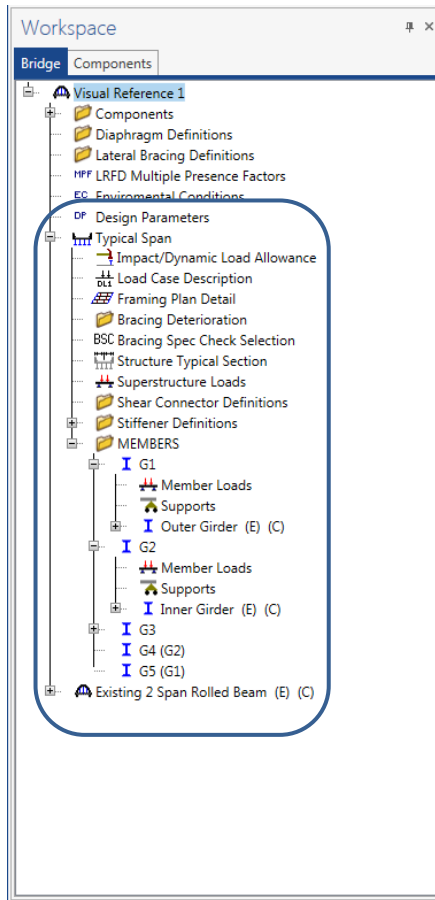 Workspace
Bridge Components
Visual Reference 1
Components
Diaphragm Definitions
Lateral Bracing Definitions
MPF LRFD Multiple Presence Factors
EC Enviromental Conditions
DP Design Parameters
Typical Span
Impact/Dynamic Load Allowance
DL1 Load Case Description
Framing Plan Detail
Bracing Deterioration
BSC Bracing Spec Check Selection
Structure Typical Section
Superstructure Loads
Shear Connector Definitions
Stiffener Definitions
MEMBERS
G1
Member Loads
Supports
Outer Girder (E) (C)
G2
Member Loads
Supports
Inner Girder (E) (C)
G3
G4 (G2)
G5 (G1)
Existing 2 Span Rolled Beam (E) (C)